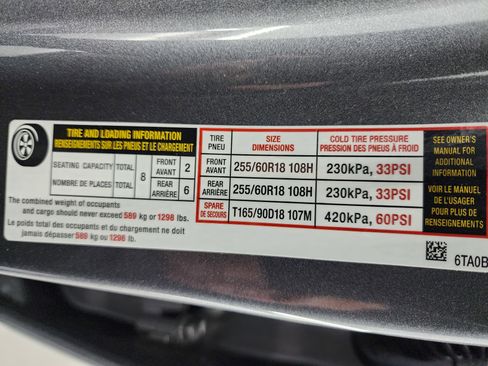 TIRE AND LOADING INFORMATION
RENSEIGNEMENTS SUR LES PNEUS ET LE CHARGEMENT
SEATING CAPACITY TOTAL 8 FRONT AVANT 2
NOMBRE DE PLACES TOTAL REAR ARRIÈRE 6
The combined weight of occupants
and cargo should never exceed 589 kg or 1298 lbs.
Le poids total des occupants et du chargement ne doit
jamais dépasser 589 kg ou 1298 lb.
TIRE PNEU SIZE DIMENSIONS COLD TIRE PRESSURE PRESSION DES PNEUS À FROID
FRONT AVANT 255/60R18 108H 230kPa, 33PSI
REAR ARRIÈRE 255/60R18 108H 230kPa, 33PSI
SPARE DE SECOURS T165/90D18 107M 420kPa, 60PSI
SEE OWNER'S
MANUAL FOR
ADDITIONAL
INFORMATION
VOIR LE MANUEL
DE L'USAGER
POUR PLUS DE
RENSEIGNEMENTS
6TA0B